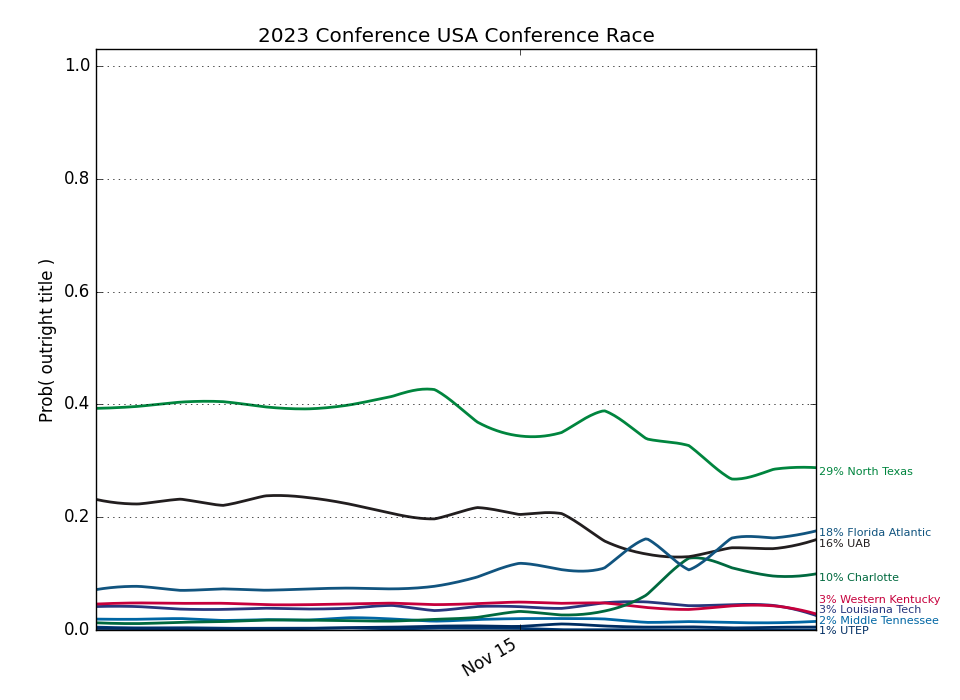 2023 Conference USA Conference Race
1.0
0.8
0.6
0.4
0.2
0.0
Prob( outright title )
Nov 15
29% North Texas
18% Florida Atlantic
16% UAB
10% Charlotte
3% Western Kentucky
3% Louisiana Tech
2% Middle Tennessee
1% UTEP